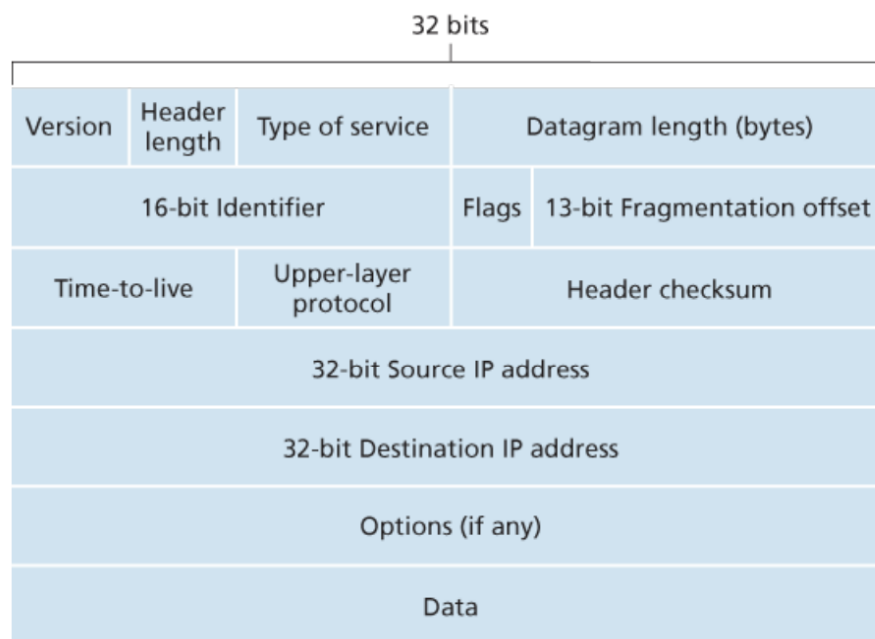 32 bits
Version
Header
length
Type of service
Datagram length (bytes)
16-bit Identifier
Flags
13-bit Fragmentation offset
Time-to-live
Upper-layer
protocol
Header checksum
32-bit Source IP address
32-bit Destination IP address
Options (if any)
Data